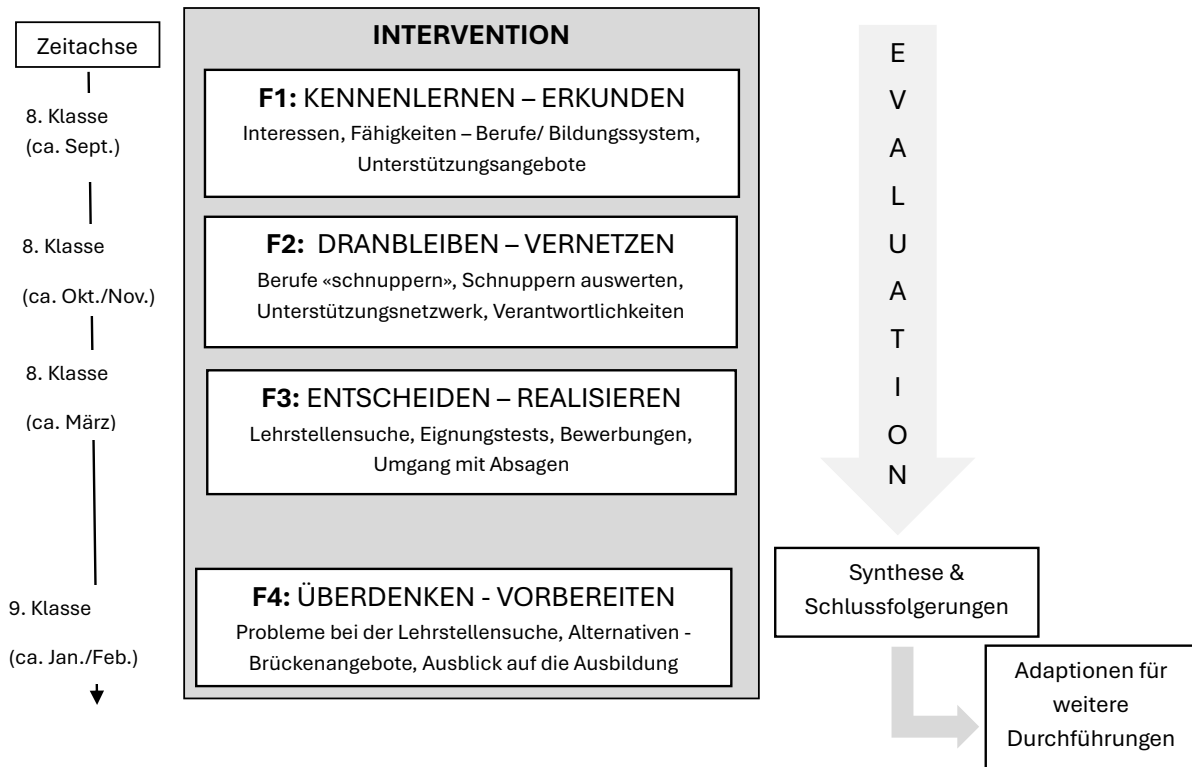 Zeitachse
8. Klasse
(ca. Sept.)
8. Klasse
(ca. Okt./Nov.)
8. Klasse
(ca. März)
9. Klasse
(ca. Jan./Feb.)
INTERVENTION
F1: KENNENLERNEN – ERKUNDEN
Interessen, Fähigkeiten – Berufe/ Bildungssystem,
Unterstützungsangebote
F2: DRANBLEIBEN – VERNETZEN
Berufe «schnuppern», Schnuppern auswerten,
Unterstützungsnetzwerk, Verantwortlichkeiten
F3: ENTSCHEIDEN – REALISIEREN
Lehrstellensuche, Eignungstests, Bewerbungen,
Umgang mit Absagen
F4: ÜBERDENKEN - VORBEREITEN
Probleme bei der Lehrstellensuche, Alternativen -
Brückenangebote, Ausblick auf die Ausbildung
E
V
A
L
U
A
T
I
O
N
Synthese &
Schlussfolgerungen
Adaptionen für
weitere
Durchführungen